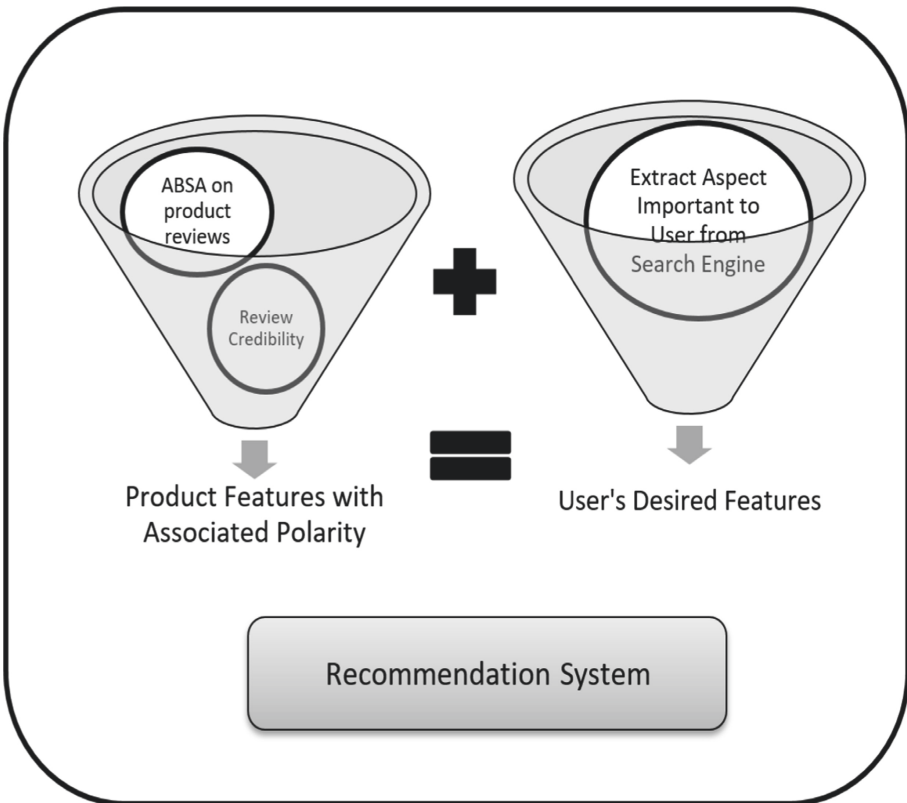 ABSA on
product
reviews
Review
Credibility
Extract Aspect
Important to
User from
Search Engine
Product Features with
Associated Polarity
User's Desired Features
Recommendation System